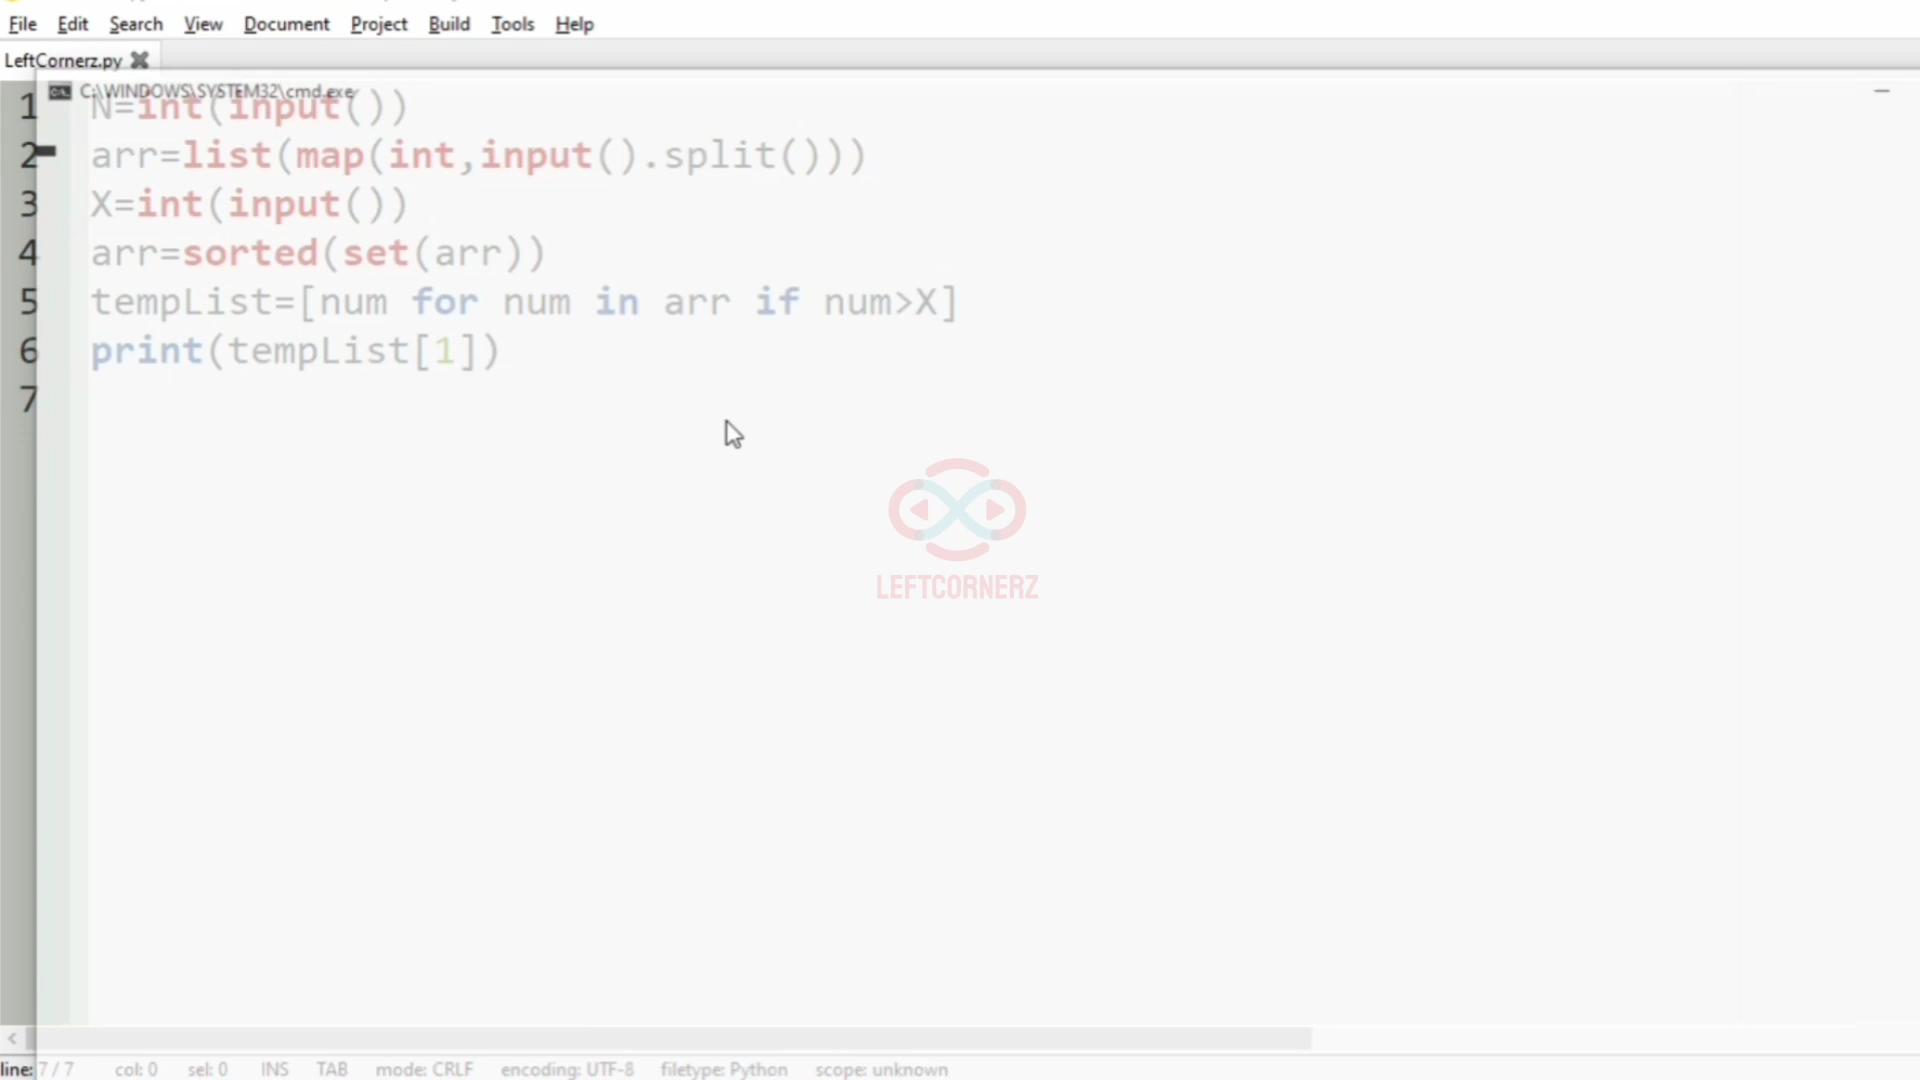 File Edit Search View Document Project Build Tools Help
LeftCornerz.py
C:\WINDOWS\SYSTEM32\cmd.exe
1 N=int(input())
2 arr=list(map(int,input().split()))
3 X=int(input())
4 arr=sorted(set(arr))
5 tempList=[num for num in arr if num>X]
6 print(tempList[1])
7
LEFTCORNERZ
line: 7 / 7 col: 0 sel: 0 INS TAB mode: CRLF encoding: UTF-8 filetype: Python scope: unknown